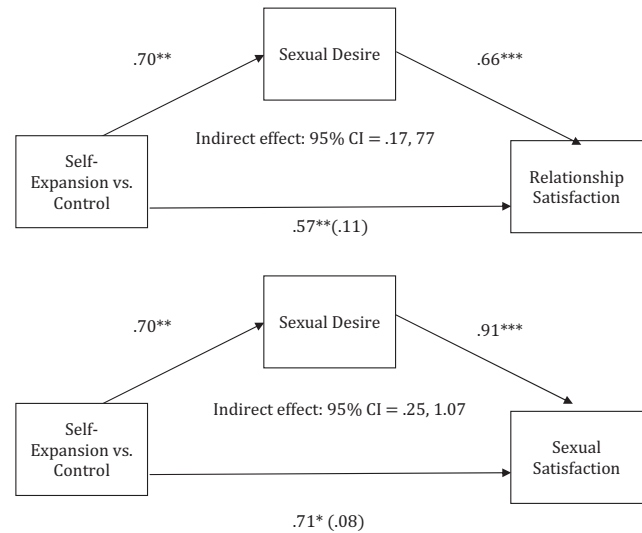 .70**
Sexual Desire
.66***
Indirect effect: 95% CI = .17, 77
Self-
Expansion vs.
Control
Relationship
Satisfaction
.57**(.11)
.70**
Sexual Desire
.91***
Indirect effect: 95% CI = .25, 1.07
Self-
Expansion vs.
Control
Sexual
Satisfaction
.71* (.08)